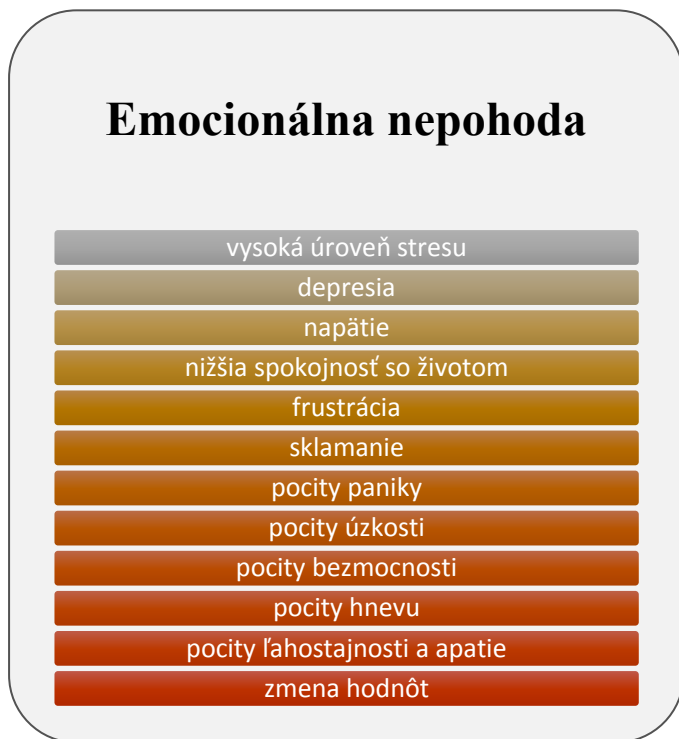 Emocionálna nepohoda
vysoká úroveň stresu
depresia
napätie
nižšia spokojnosť so životom
frustrácia
sklamanie
pocity paniky
pocity úzkosti
pocity bezmocnosti
pocity hnevu
pocity ľahostajnosti a apatie
zmena hodnôt